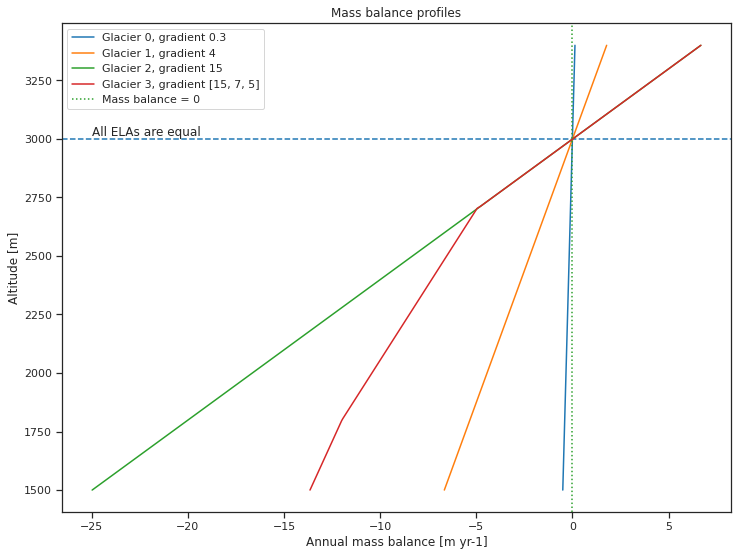 Mass balance profiles
Glacier 0, gradient 0.3
Glacier 1, gradient 4
Glacier 2, gradient 15
Glacier 3, gradient [15, 7, 5]
Mass balance = 0
All ELAs are equal
Altitude [m]
3250
3000
2750
2500
2250
2000
1750
1500
−25
−20
−15
−10
−5
0
5
Annual mass balance [m yr-1]